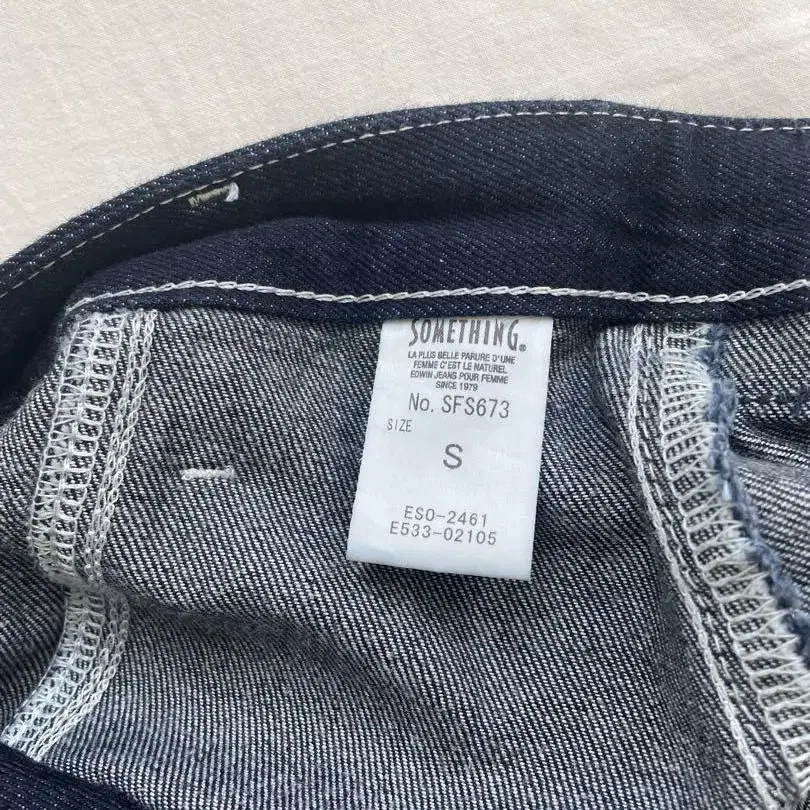 SOMETHING®
LA PLUS BELLE PARURE D'UNE
FEMME C'EST LE NATUREL
EDWIN JEANS POUR FEMME
SINCE 1979
No. SFS673
SIZE
S
ESO-2461
E533-02105